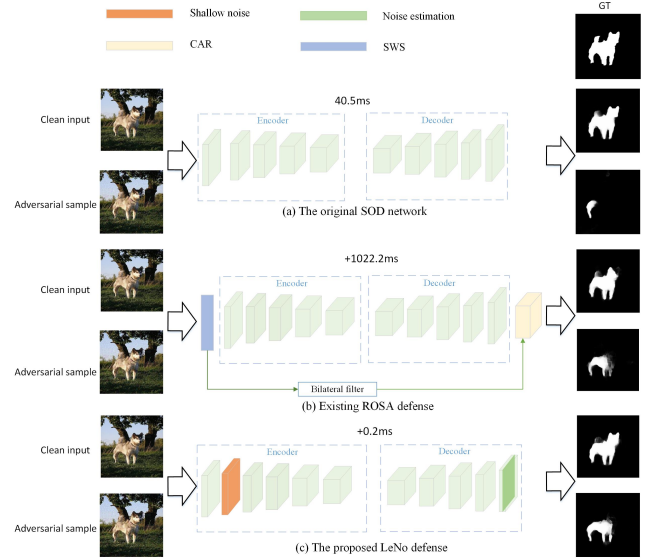 Shallow noise
Noise estimation
GT
CAR
SWS
40.5ms
Clean input
Encoder
Decoder
Adversarial sample
(a) The original SOD network
+1022.2ms
Clean input
Encoder
Decoder
Adversarial sample
Bilateral filter
(b) Existing ROSA defense
+0.2ms
Clean input
Encoder
Decoder
Adversarial sample
(c) The proposed LeNo defense